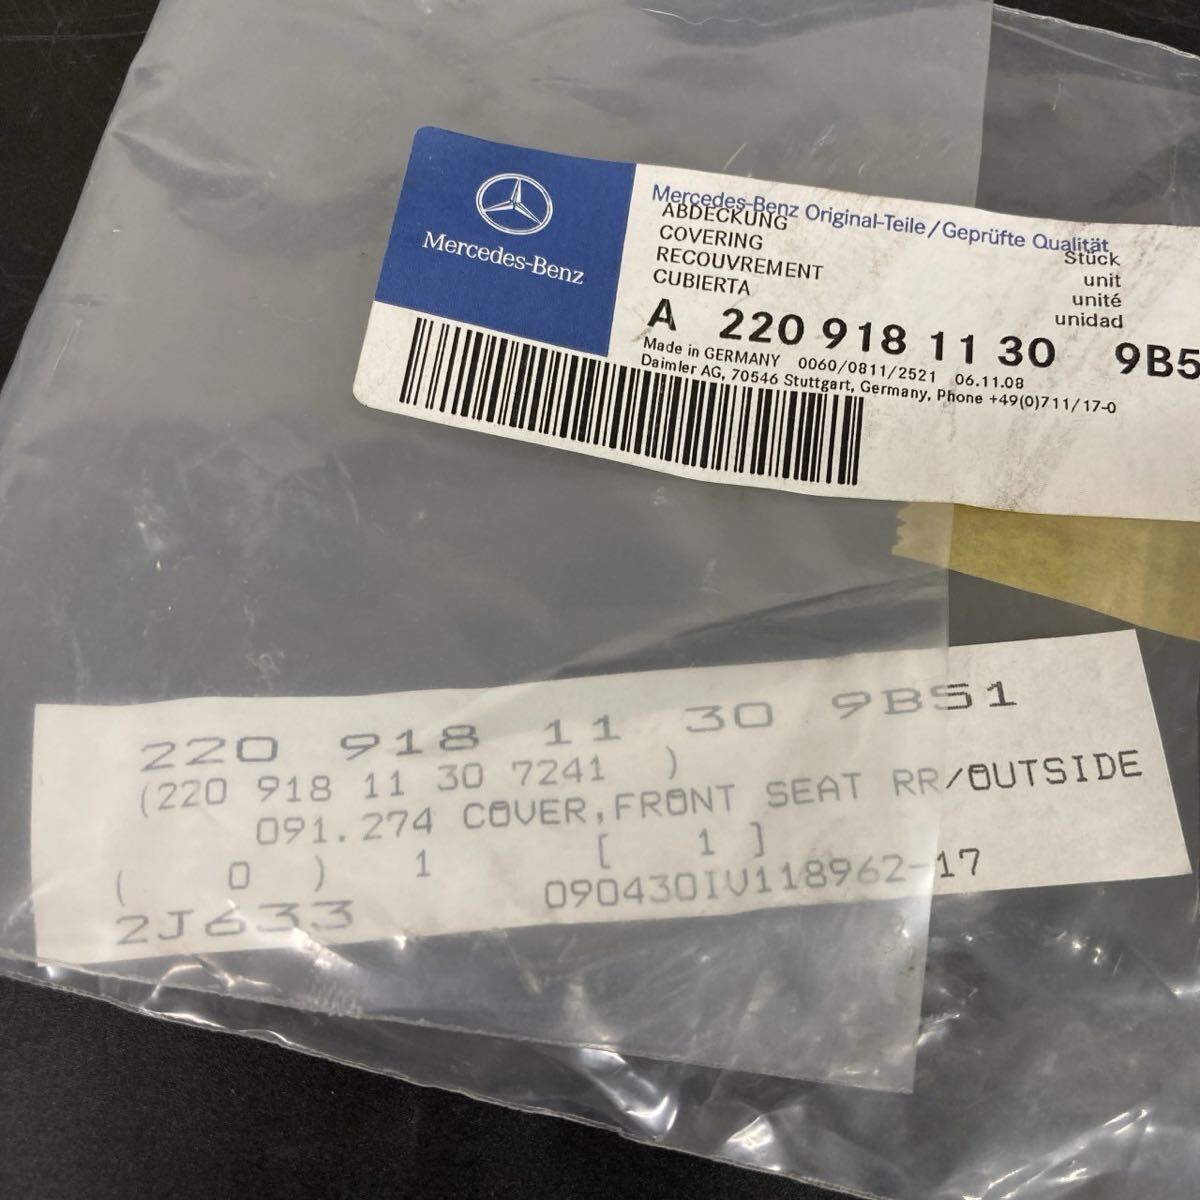 Mercedes-Benz
Mercedes-Benz Original-Teile/Geprüfte Qualität
ABDECKUNG Stück
COVERING unit
RECOUVREMENT unité
CUBIERTA unidad
A 220 918 11 30 9B5
Made in GERMANY 0060/0811/2521 06.11.08
Daimler AG, 70546 Stuttgart, Germany, Phone +49(0)711/17-0
220 918 11 30 9B51
(220 918 11 30 7241 )
091.274 COVER,FRONT SEAT RR/OUTSIDE
( 0 ) 1 [ 1 ]
2J633 090430IV118962-17